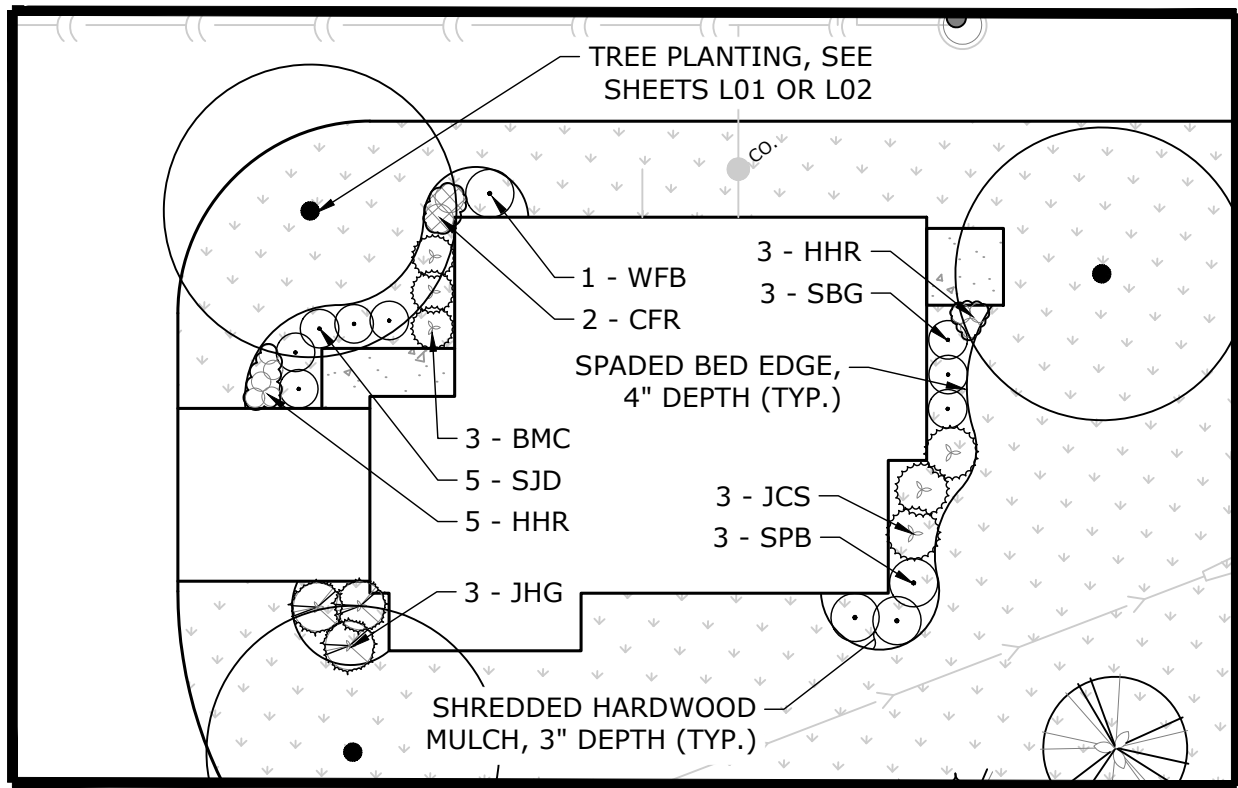 TREE PLANTING, SEE
SHEETS L01 OR L02
CO.
1 - WFB
2 - CFR
3 - HHR
3 - SBG
SPADED BED EDGE,
4" DEPTH (TYP.)
3 - BMC
5 - SJD
5 - HHR
3 - JCS
3 - SPB
3 - JHG
SHREDDED HARDWOOD
MULCH, 3" DEPTH (TYP.)